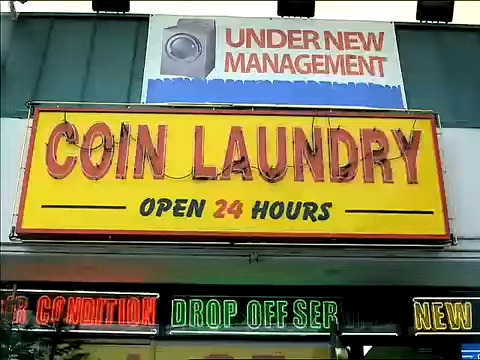 UNDER NEW
MANAGEMENT
COIN LAUNDRY
OPEN 24 HOURS
R CONDITION DROP OFF SER NEW